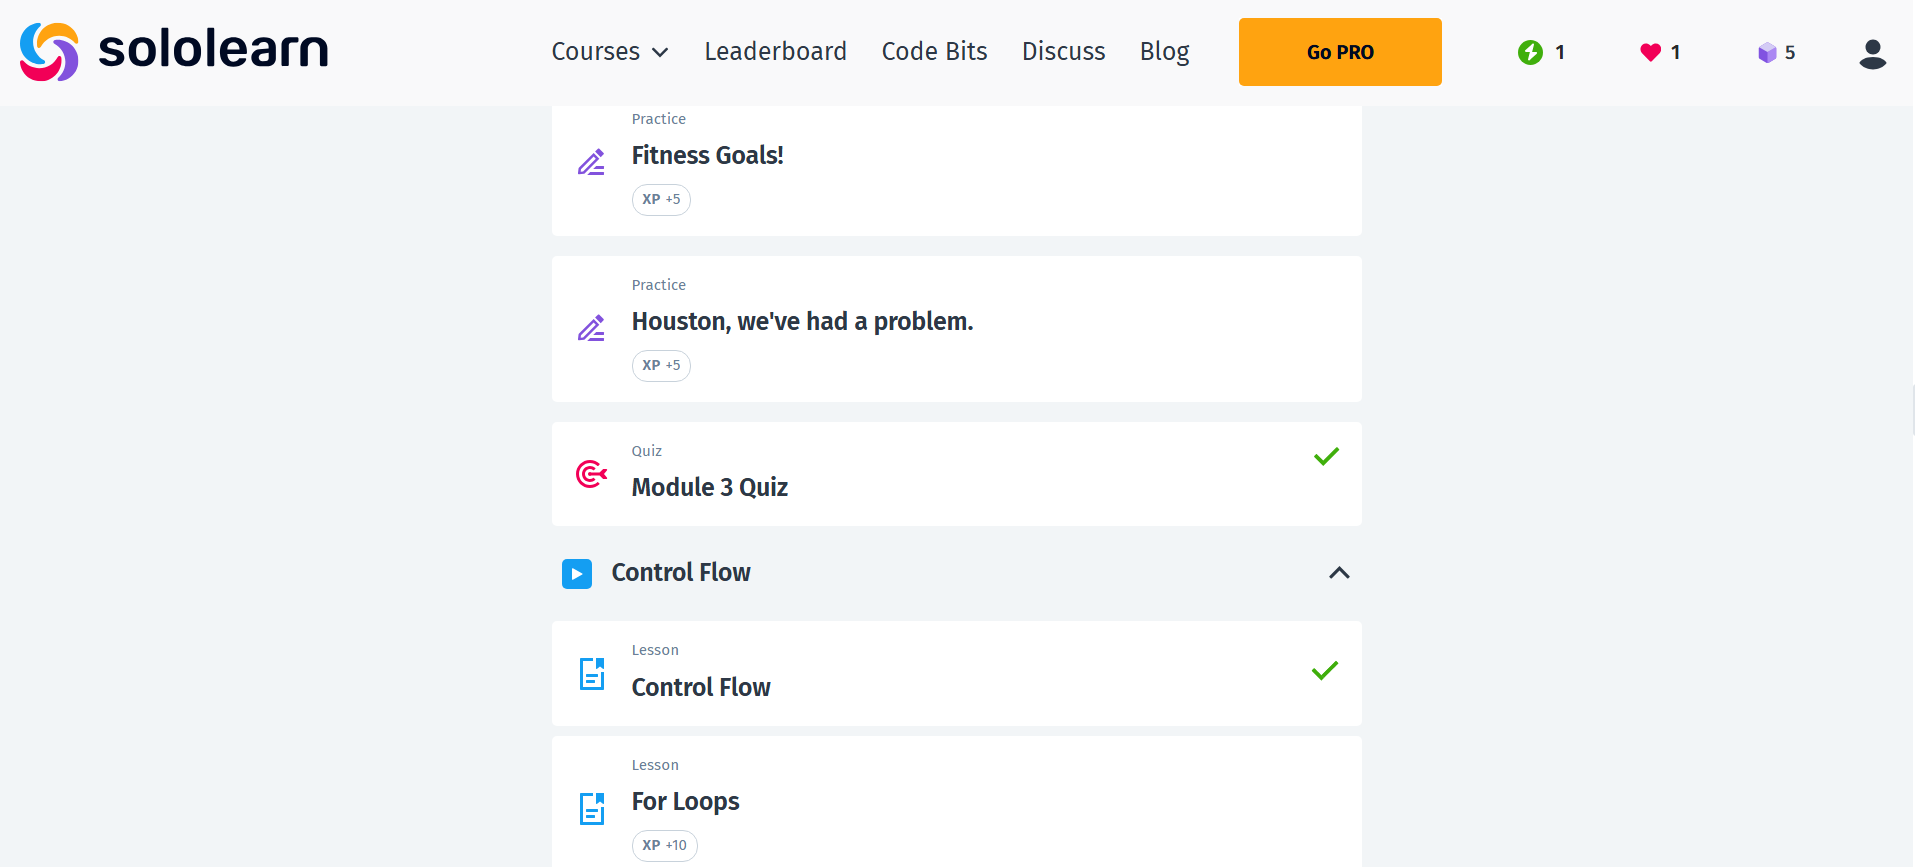 sololearn
Courses Leaderboard Code Bits Discuss Blog Go PRO 1 1 5
Practice
Fitness Goals!
XP +5
Practice
Houston, we've had a problem.
XP +5
Quiz
Module 3 Quiz
Control Flow
Lesson
Control Flow
Lesson
For Loops
XP +10